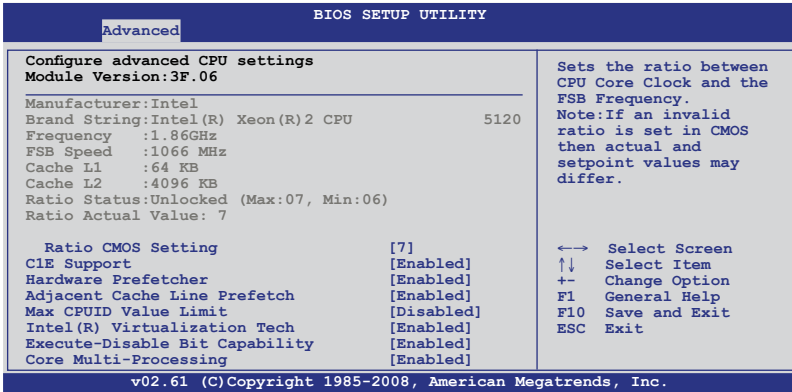 BIOS SETUP UTILITY
Advanced
Configure advanced CPU settings
Module Version:3F.06
Manufacturer:Intel
Brand String:Intel(R) Xeon(R)2 CPU 5120
Frequency :1.86GHz
FSB Speed :1066 MHz
Cache L1 :64 KB
Cache L2 :4096 KB
Ratio Status:Unlocked (Max:07, Min:06)
Ratio Actual Value: 7
Ratio CMOS Setting [7]
C1E Support [Enabled]
Hardware Prefetcher [Enabled]
Adjacent Cache Line Prefetch [Enabled]
Max CPUID Value Limit [Disabled]
Intel(R) Virtualization Tech [Enabled]
Execute-Disable Bit Capability [Enabled]
Core Multi-Processing [Enabled]
Sets the ratio between
CPU Core Clock and the
FSB Frequency.
Note:If an invalid
ratio is set in CMOS
then actual and
setpoint values may
differ.
←→ Select Screen
↑↓ Select Item
+- Change Option
F1 General Help
F10 Save and Exit
ESC Exit
v02.61 (C)Copyright 1985-2008, American Megatrends, Inc.